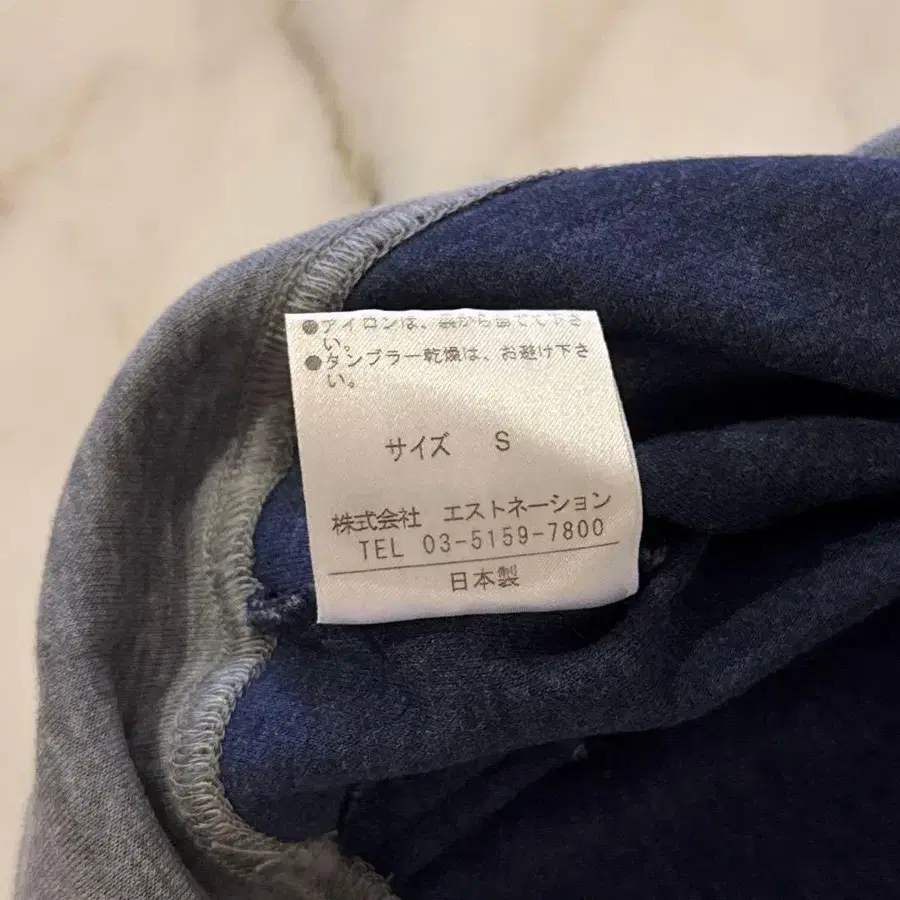 ●アイロンは、裏から当てて下さ
い。
●タンブラー乾燥は、お避け下さ
い。
サイズ S
株式会社 エストネーション
TEL 03-5159-7800
日本製